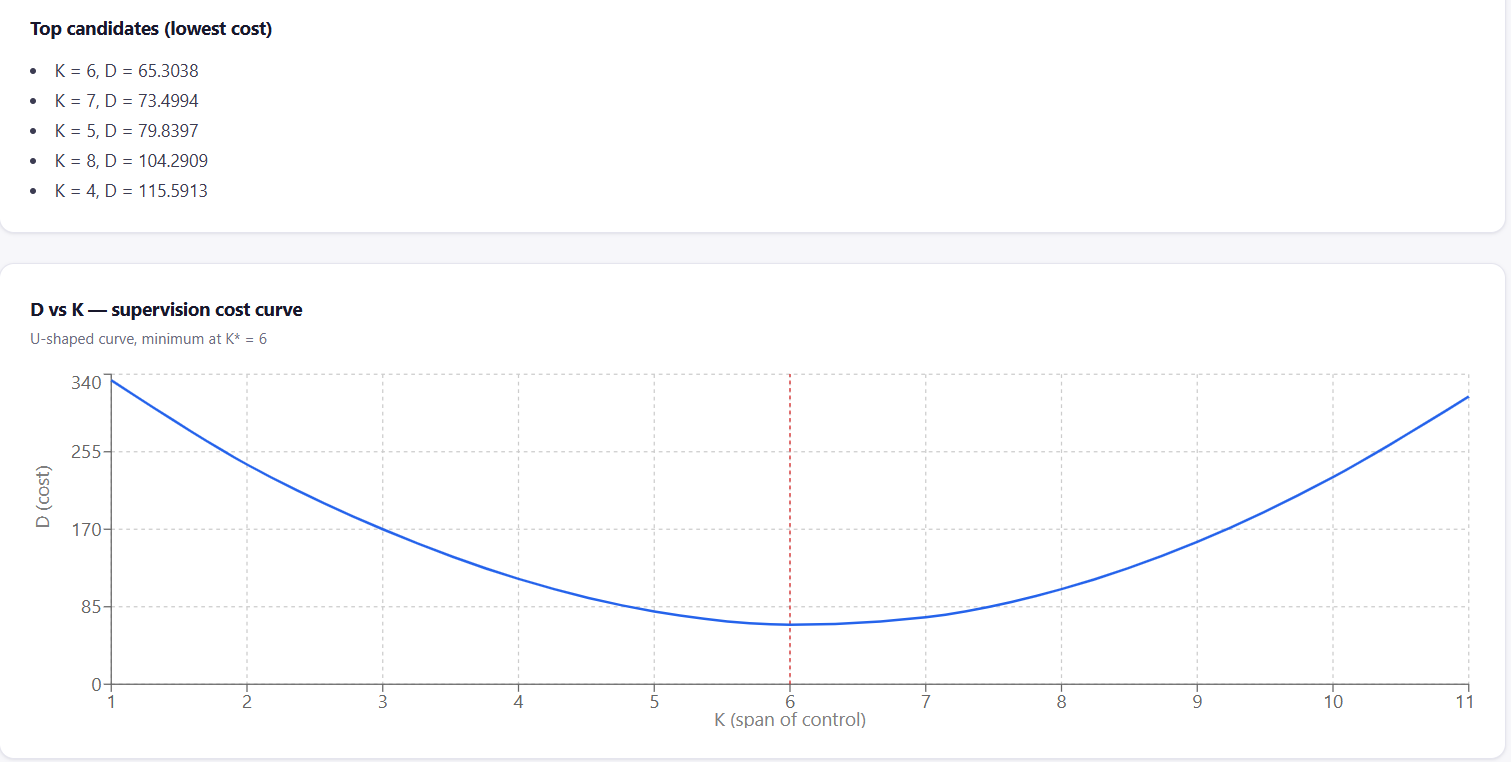 Top candidates (lowest cost)
K = 6, D = 65.3038
K = 7, D = 73.4994
K = 5, D = 79.8397
K = 8, D = 104.2909
K = 4, D = 115.5913
D vs K — supervision cost curve
U-shaped curve, minimum at K* = 6
340
255
170
85
0
D (cost)
1 2 3 4 5 6 7 8 9 10 11
K (span of control)